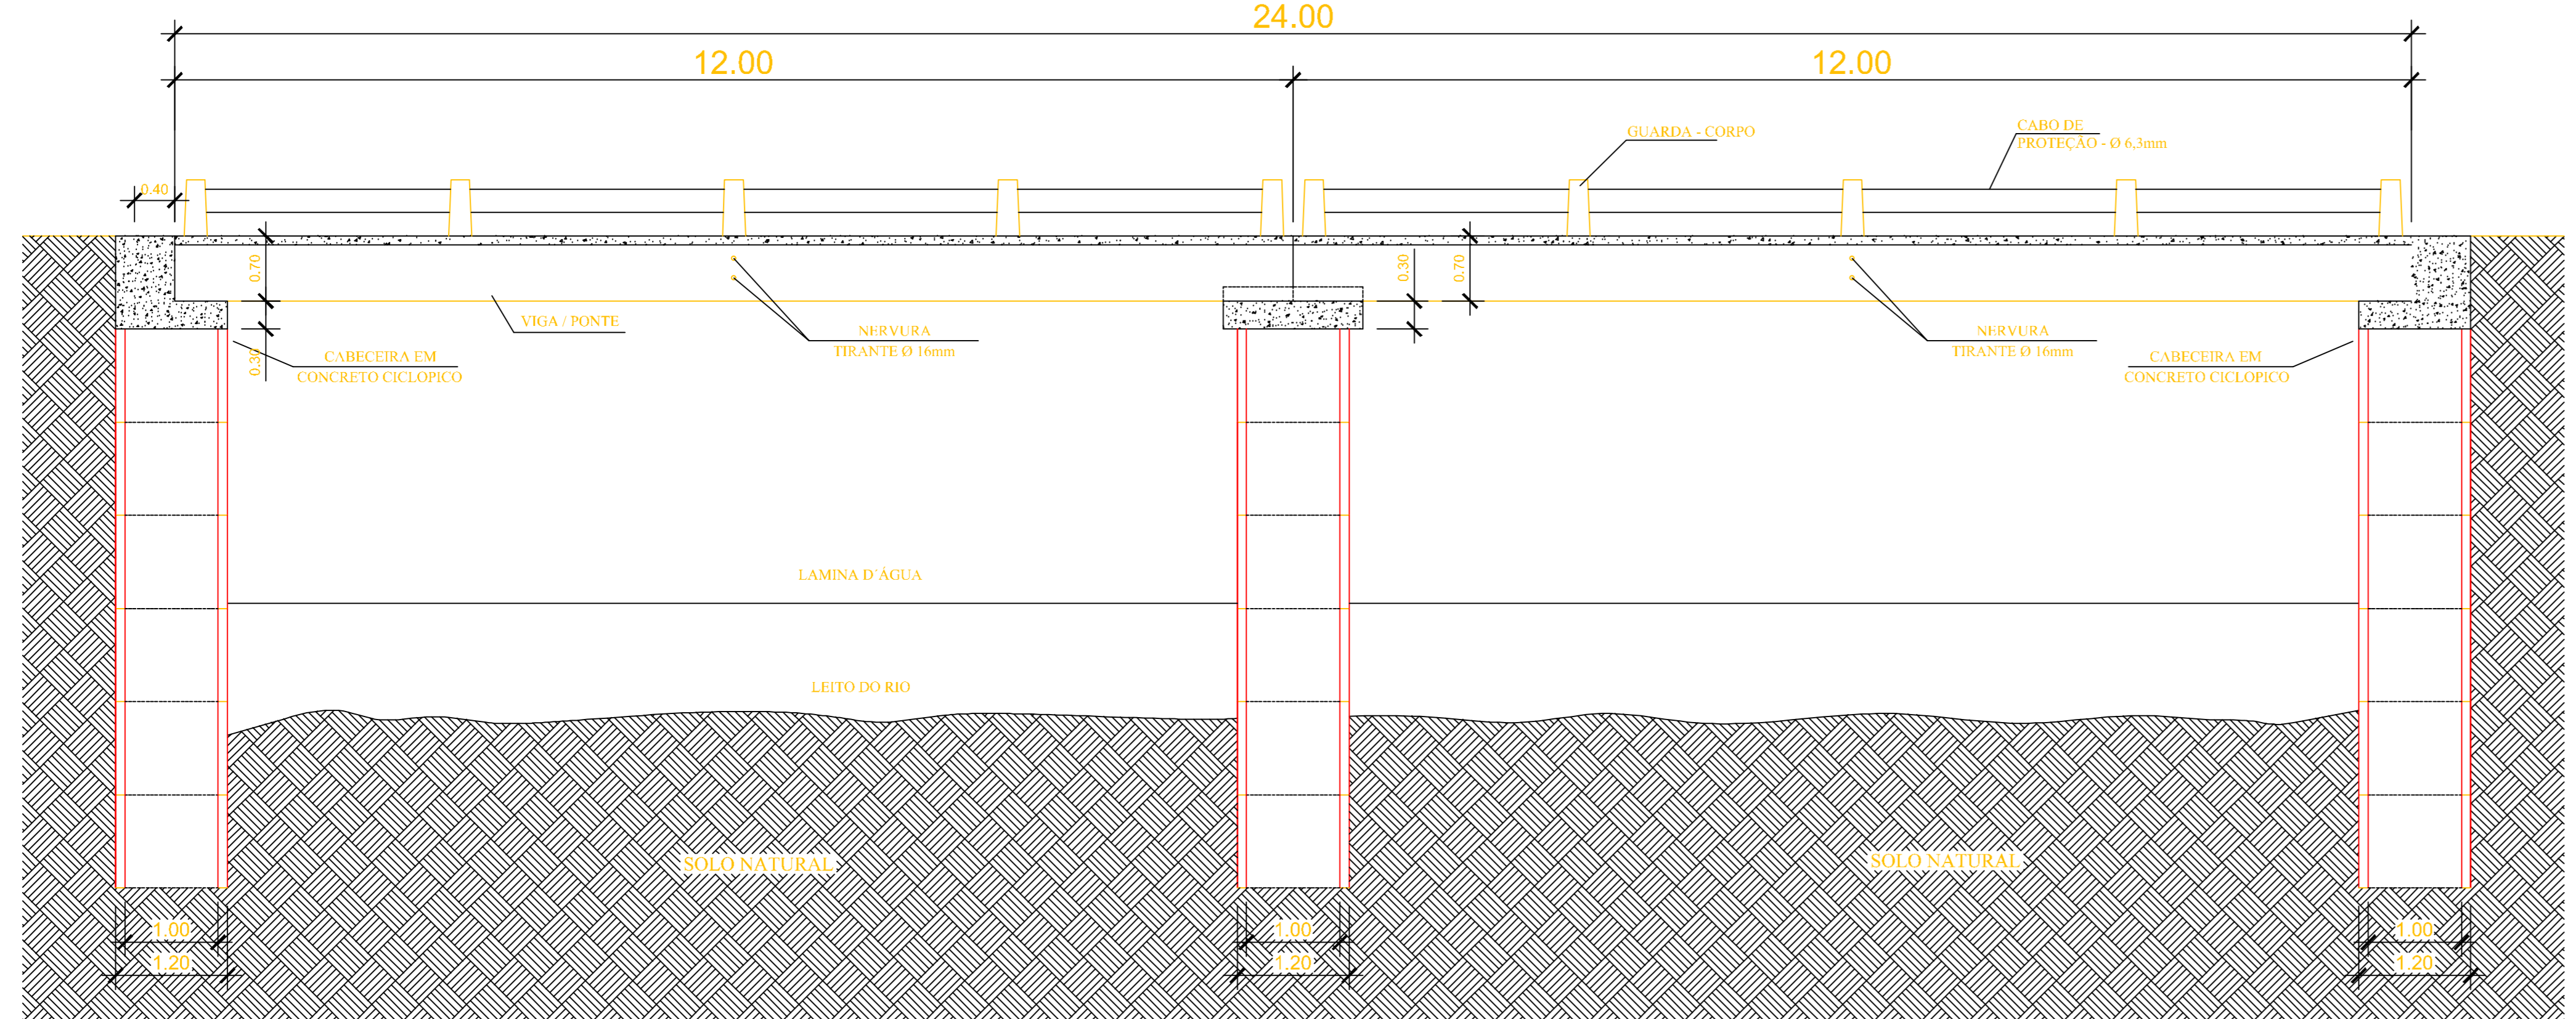 24.00
12.00
12.00
GUARDA - CORPO
CABO DE
PROTEÇÃO - Ø 6,3mm
0.40
0.70
0.30
0.70
VIGA / PONTE
NERVURA
TIRANTE Ø 16mm
NERVURA
TIRANTE Ø 16mm
0.30
CABECEIRA EM
CONCRETO CICLOPICO
CABECEIRA EM
CONCRETO CICLOPICO
LAMINA D`ÁGUA
LEITO DO RIO
SOLO NATURAL
SOLO NATURAL
1.00
1.00
1.00
1.20
1.20
1.20